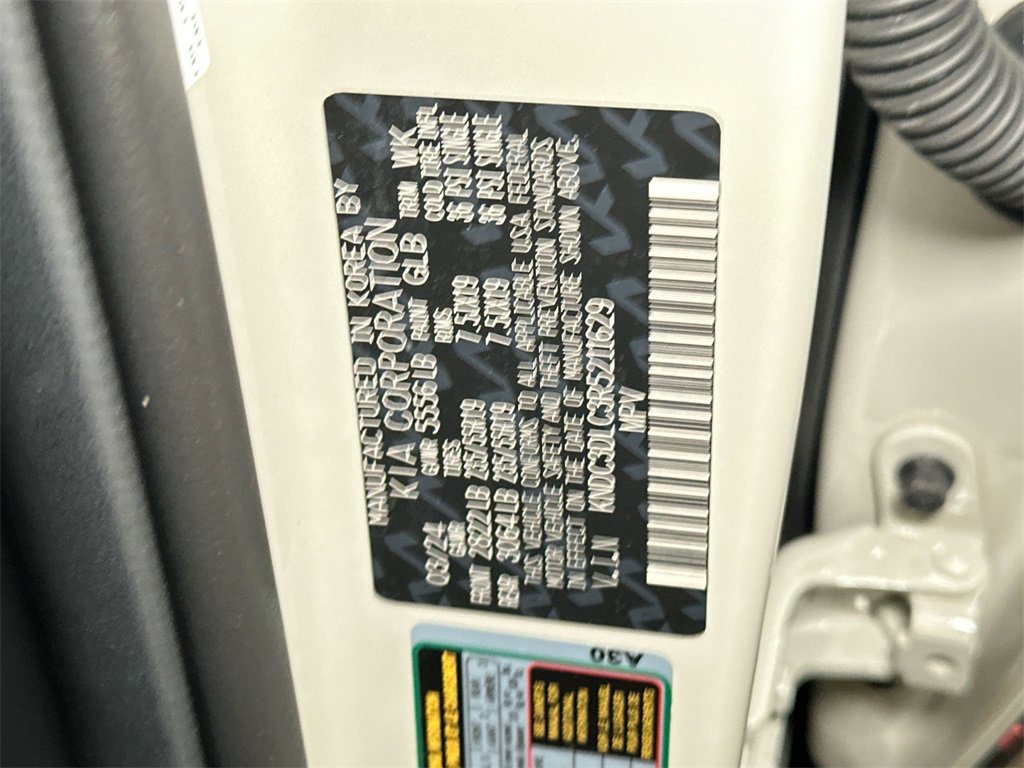 MANUFACTURED IN KOREA BY
KIA CORPORATION
03/24 GVWR 5556LB PAINT GLB TRIM WK
GAWR TIRES RIMS COLD TIRE INFL
FRONT 2822LB 235/55R19 7.5JX19 36 PSI SINGLE
REAR 3064LB 235/55R19 7.5JX19 36 PSI SINGLE
THIS VEHICLE CONFORMS TO ALL APPLICABLE U.S.A. FEDERAL
MOTOR VEHICLE SAFETY AND THEFT PREVENTION STANDARDS
IN EFFECT ON THE DATE OF MANUFACTURE SHOWN ABOVE.
V.I.N KNDC3DLC3R5211629
MPV
A30